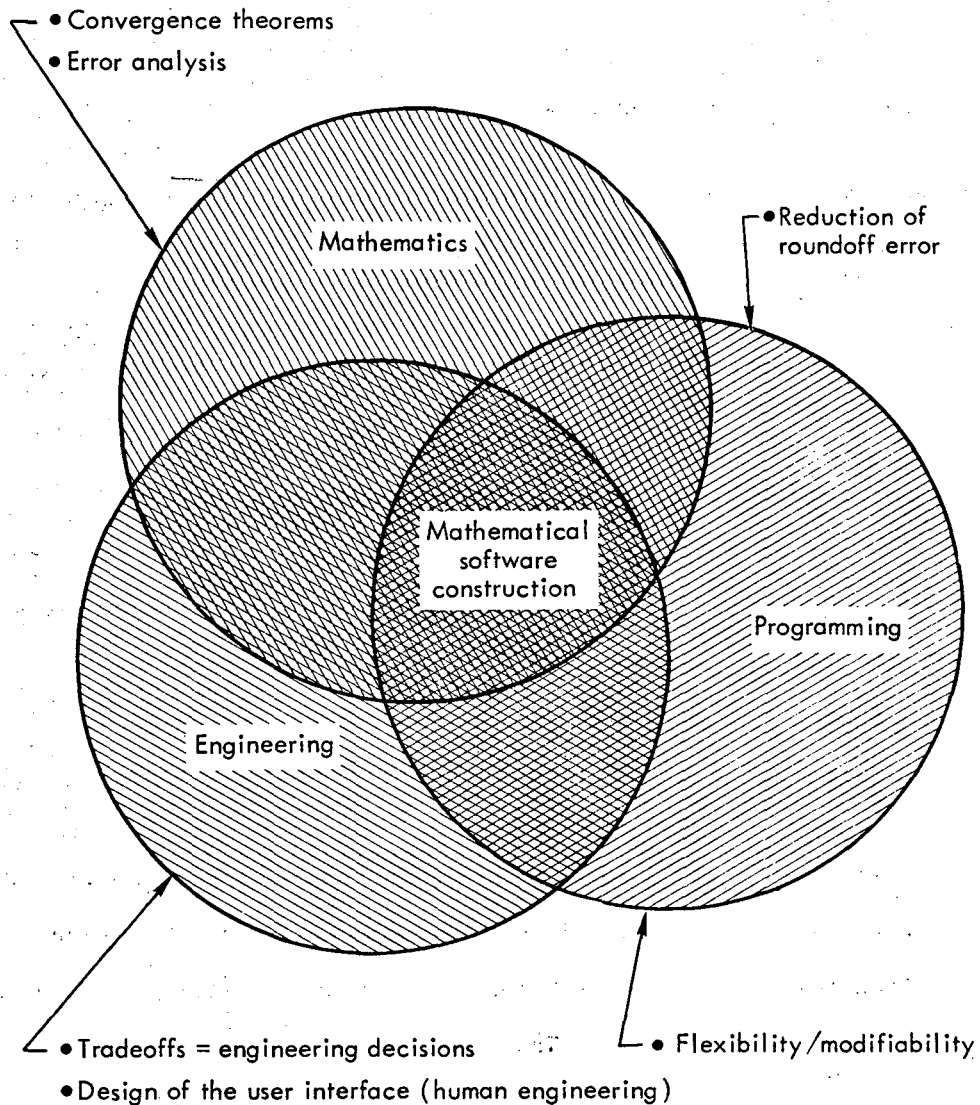 • Convergence theorems
• Error analysis
Mathematics
• Reduction of
roundoff error
Mathematical
software
construction
Programming
Engineering
• Tradeoffs = engineering decisions
• Design of the user interface (human engineering)
• Flexibility/modifiability